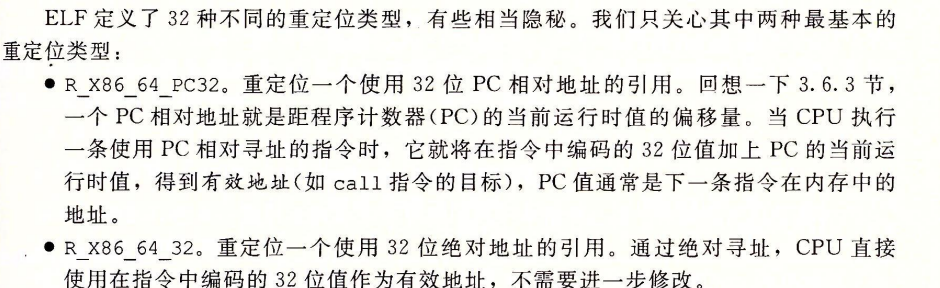 ELF 定义了 32 种不同的重定位类型，有些相当隐秘。我们只关心其中两种最基本的
重定位类型：
● R_X86_64_PC32。重定位一个使用 32 位 PC 相对地址的引用。回想一下 3.6.3 节，
一个 PC 相对地址就是距程序计数器(PC)的当前运行时值的偏移量。当 CPU 执行
一条使用 PC 相对寻址的指令时，它就将在指令中编码的 32 位值加上 PC 的当前运
行时值，得到有效地址(如 call 指令的目标)，PC 值通常是下一条指令在内存中的
地址。
● R_X86_64_32。重定位一个使用 32 位绝对地址的引用。通过绝对寻址，CPU 直接
使用在指令中编码的 32 位值作为有效地址，不需要进一步修改。